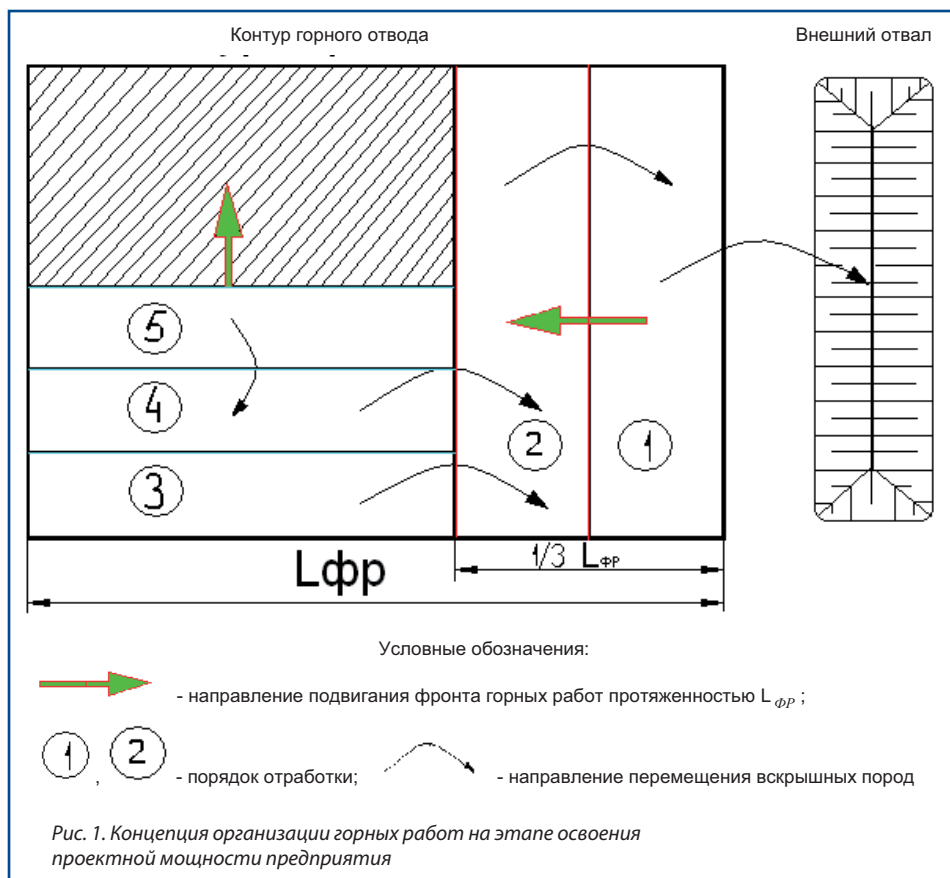 Контур горного отвода
Внешний отвал
5
4
3
2
1
1/3 LФР
Lфр
Условные обозначения:
- направление подвигания фронта горных работ протяженностью L ФР ;
1 , 2 - порядок отработки; - направление перемещения вскрышных пород
Рис. 1. Концепция организации горных работ на этапе освоения
проектной мощности предприятия